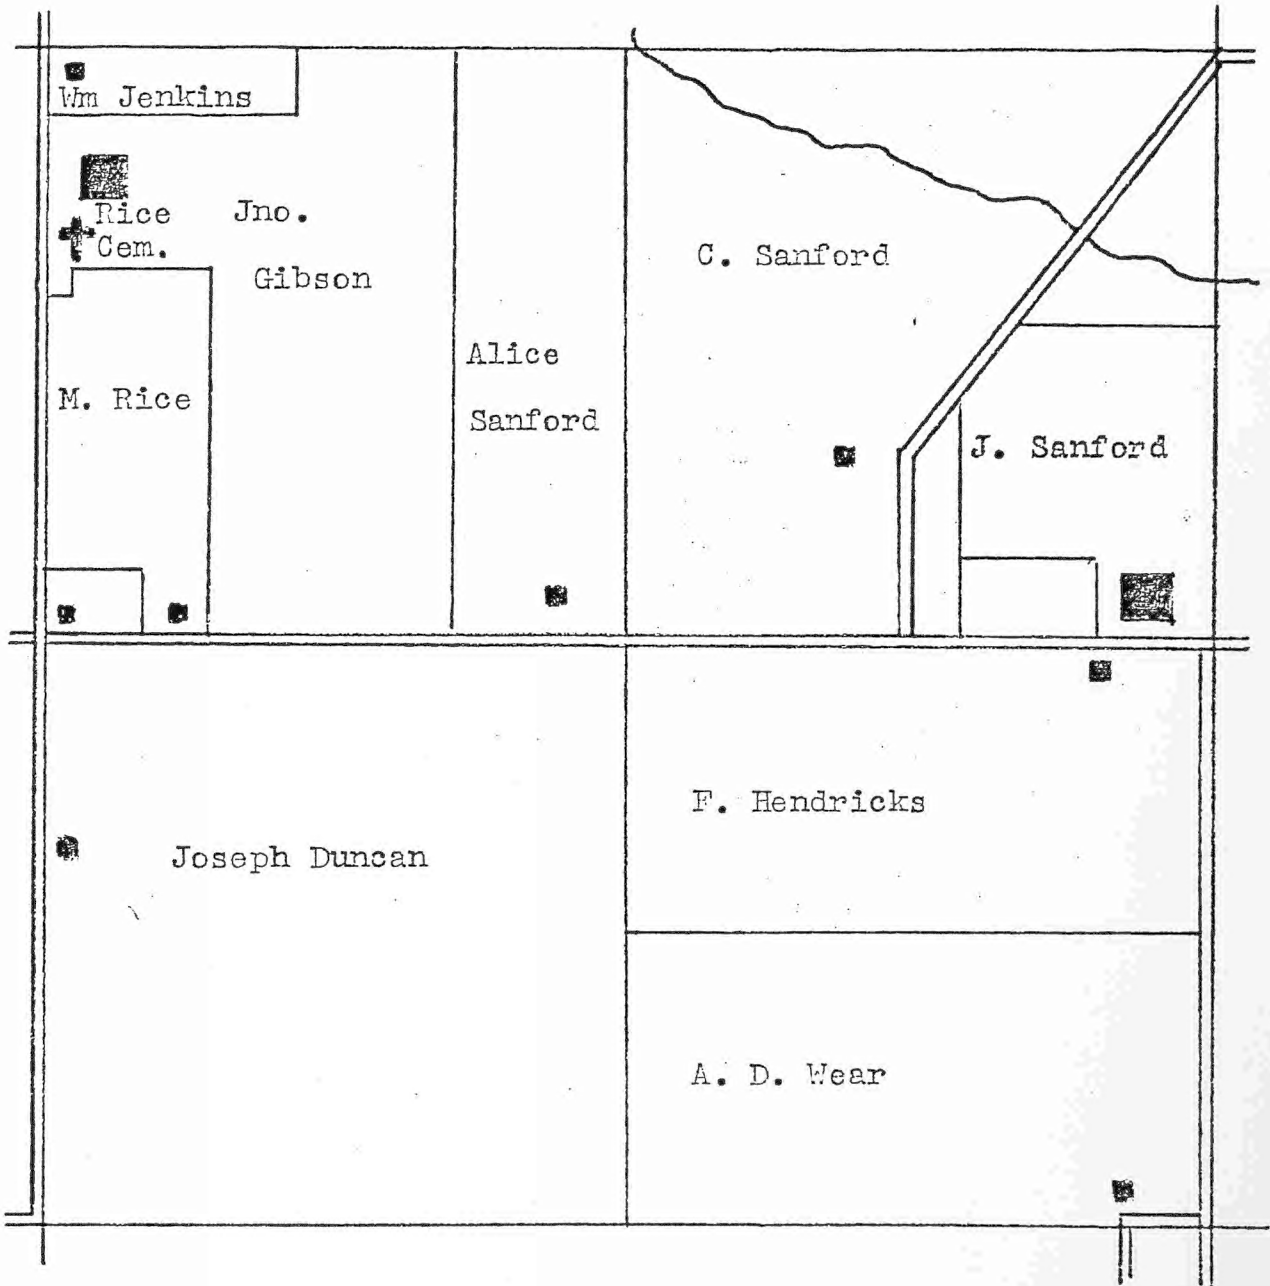 Wm Jenkins
Rice
Cem.
Jno.
Gibson
M. Rice
Alice
Sanford
C. Sanford
J. Sanford
Joseph Duncan
F. Hendricks
A. D. Wear